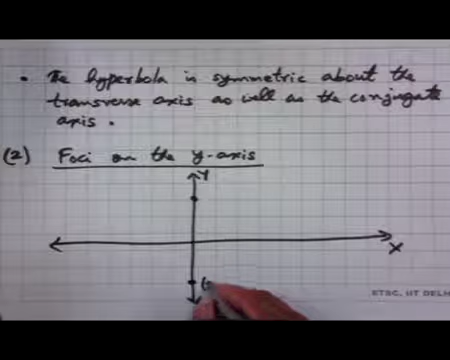 • The hyperbola is symmetric about the
transverse axis as well as the conjugate
axis.
(2) Foci on the y-axis
Y
X
(
ETSC, IIT DELH